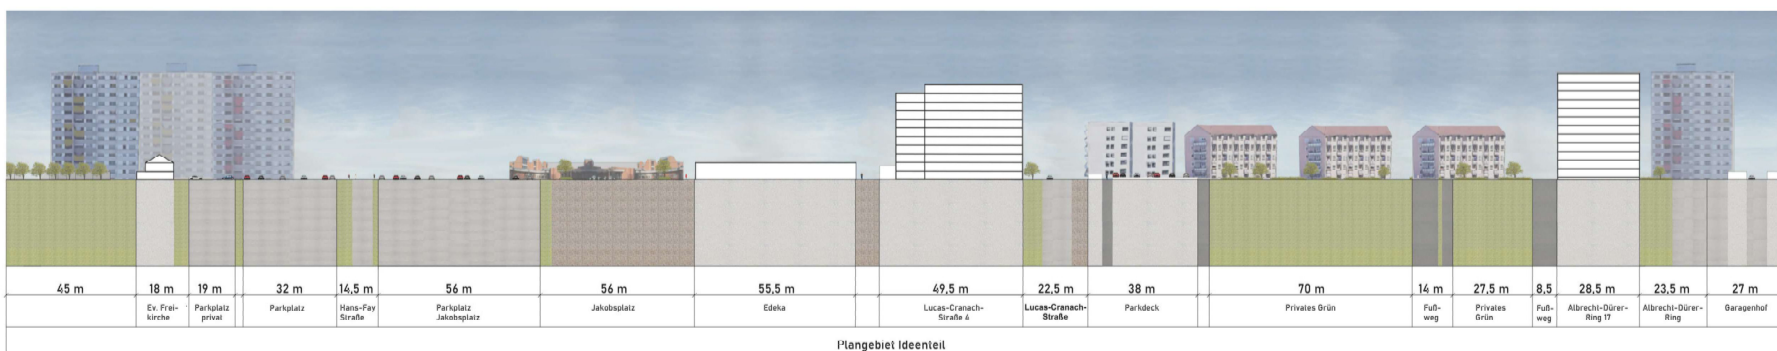 45 m 18 m 19 m 32 m 14,5 m 56 m 56 m 55,5 m 49,5 m 22,5 m 38 m 70 m 14 m 27,5 m 8,5 28,5 m 23,5 m 27 m
Ev. Frei- Parkplatz Parkplatz Hans-Fay Parkplatz Jakobsplatz Edeka Lucas-Cranach- Lucas-Cranach- Parkdeck Privates Grün Fuß- Privates Fuß- Albrecht-Dürer- Albrecht-Dürer- Garagenhof
kirche privat Straße Jakobsplatz Straße 4 Straße weg Grün weg Ring 17 Ring
Plangebiet Ideenteil